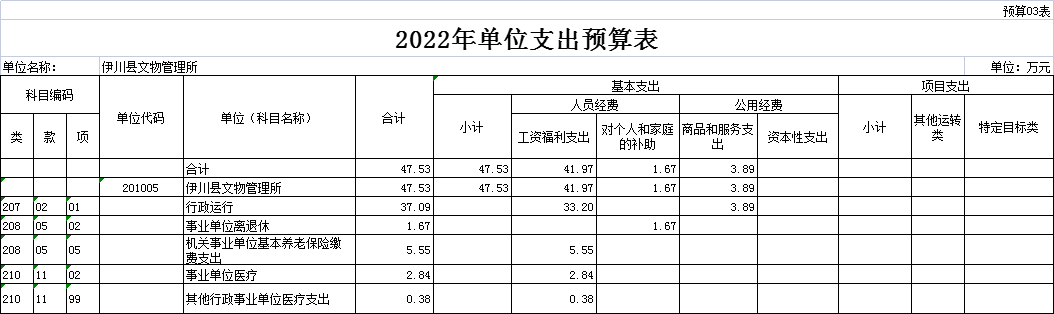 预算03表
2022年单位支出预算表
单位名称： 伊川县文物管理所 单位：万元
科目编码 单位代码 单位（科目名称） 合计 基本支出 项目支出
小计 人员经费 公用经费 小计 其他运转类 特定目标类
类 款 项 工资福利支出 对个人和家庭的补助 商品和服务支出 资本性支出
合计 47.53 47.53 41.97 1.67 3.89
201005 伊川县文物管理所 47.53 47.53 41.97 1.67 3.89
207 02 01 行政运行 37.09 33.20 3.89
208 05 02 事业单位离退休 1.67 1.67
208 05 05 机关事业单位基本养老保险缴费支出 5.55 5.55
210 11 02 事业单位医疗 2.84 2.84
210 11 99 其他行政事业单位医疗支出 0.38 0.38